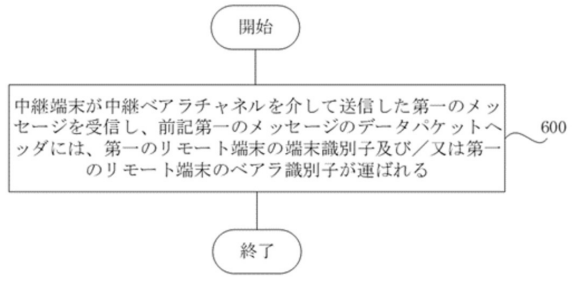 開始
中継端末が中継ベアラチャネルを介して送信した第一のメッ
セージを受信し、前記第一のメッセージのデータパケットヘ
ッダには、第一のリモート端末の端末識別子及び／又は第一
のリモート端末のベアラ識別子が運ばれる
600
終了